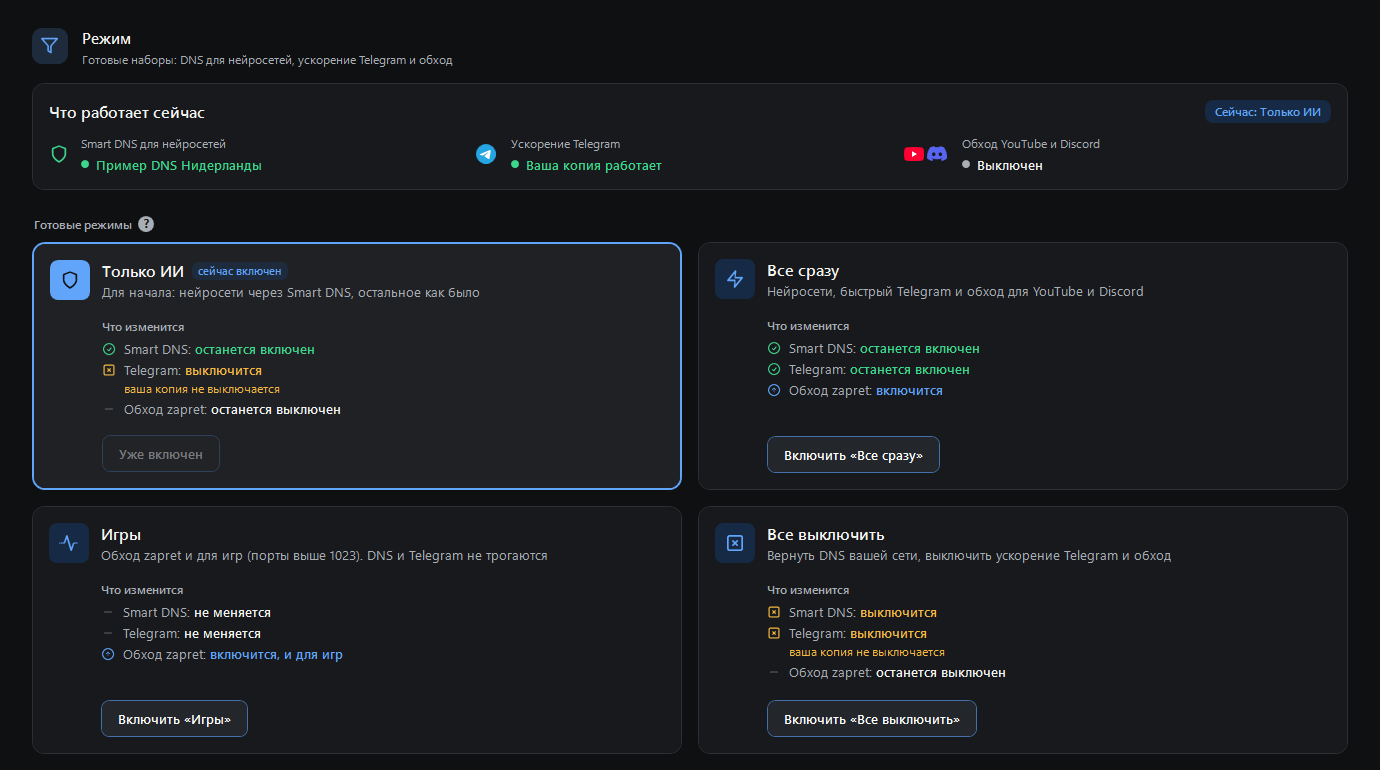 Режим
Готовые наборы: DNS для нейросетей, ускорение Telegram и обход
Что работает сейчас
Сейчас: Только ИИ
Smart DNS для нейросетей
Пример DNS Нидерланды
Ускорение Telegram
Ваша копия работает
Обход YouTube и Discord
Выключен
Готовые режимы ?
Только ИИ сейчас включен
Для начала: нейросети через Smart DNS, остальное как было
Что изменится
Smart DNS: останется включен
Telegram: выключится
ваша копия не выключается
Обход zapret: останется выключен
Уже включен
Все сразу
Нейросети, быстрый Telegram и обход для YouTube и Discord
Что изменится
Smart DNS: останется включен
Telegram: останется включен
Обход zapret: включится
Включить «Все сразу»
Игры
Обход zapret и для игр (порты выше 1023). DNS и Telegram не трогаются
Что изменится
Smart DNS: не меняется
Telegram: не меняется
Обход zapret: включится, и для игр
Включить «Игры»
Все выключить
Вернуть DNS вашей сети, выключить ускорение Telegram и обход
Что изменится
Smart DNS: выключится
Telegram: выключится
ваша копия не выключается
Обход zapret: останется выключен
Включить «Все выключить»